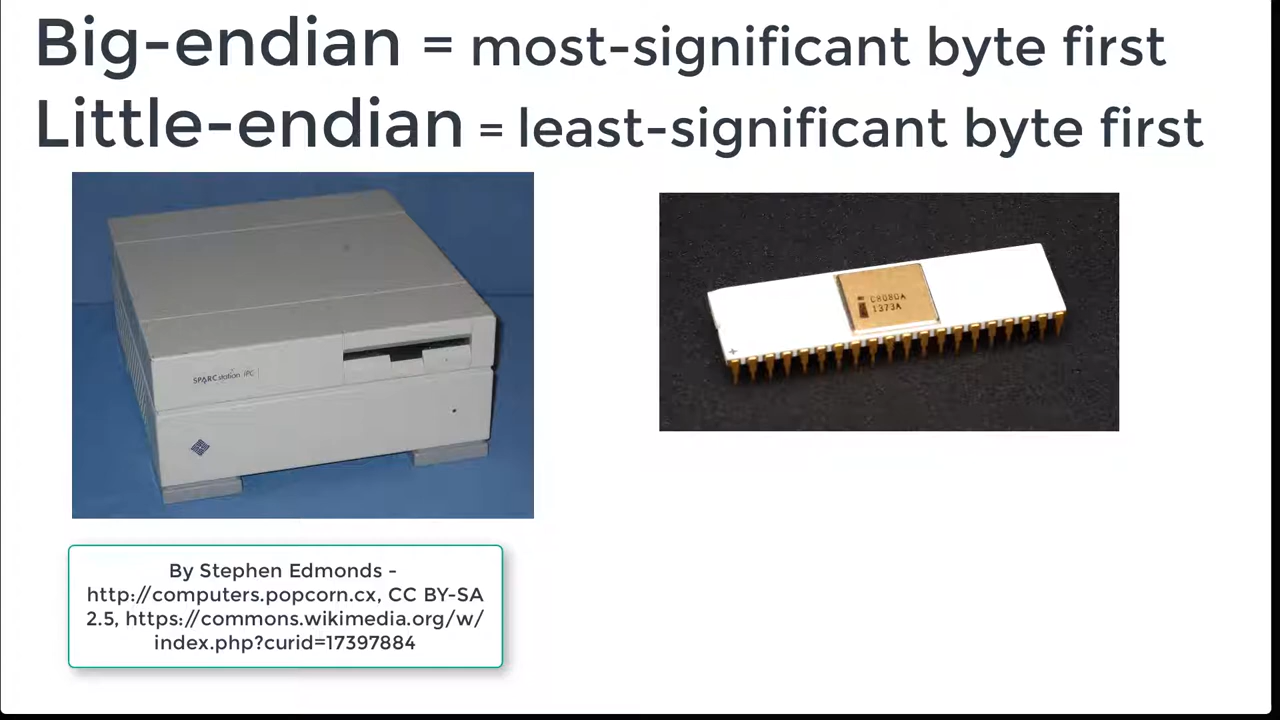 Big-endian = most-significant byte first
Little-endian = least-significant byte first
SPARCstation IPC
C8080A
1373A
By Stephen Edmonds -
http://computers.popcorn.cx, CC BY-SA
2.5, https://commons.wikimedia.org/w/
index.php?curid=17397884